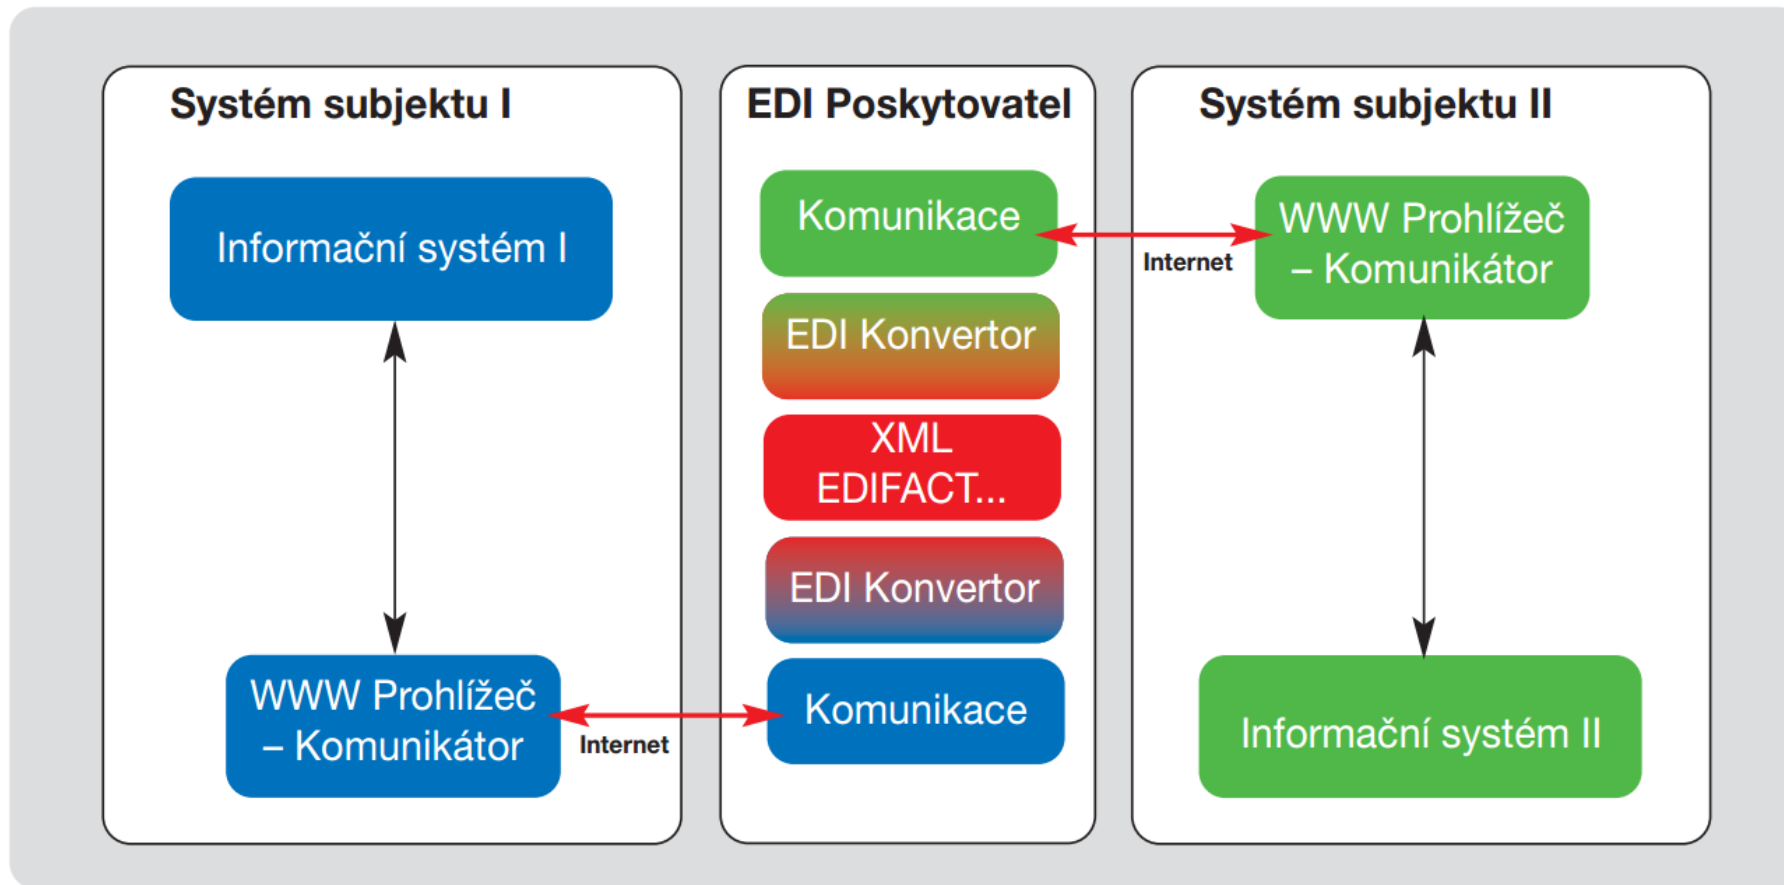 Systém subjektu I
Informační systém I
WWW Prohlížeč
– Komunikátor
Internet
EDI Poskytovatel
Komunikace
EDI Konvertor
XML
EDIFACT...
EDI Konvertor
Komunikace
Systém subjektu II
Internet
WWW Prohlížeč
– Komunikátor
Informační systém II